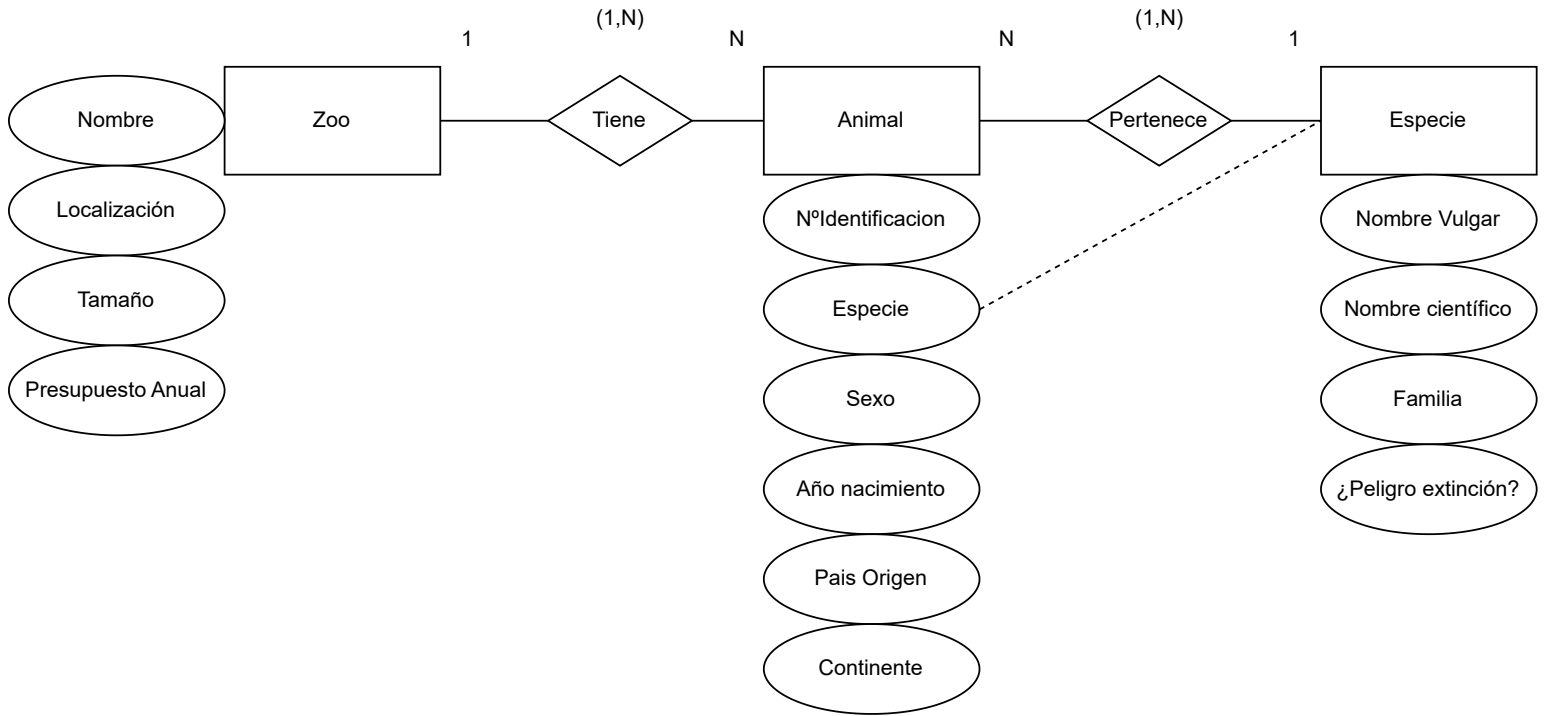 (1,N)
(1,N)
1
N
N
1
Nombre
Zoo
Tiene
Animal
Pertenece
Especie
Localización
NºIdentificacion
Nombre Vulgar
Tamaño
Especie
Nombre científico
Presupuesto Anual
Sexo
Familia
Año nacimiento
¿Peligro extinción?
Pais Origen
Continente